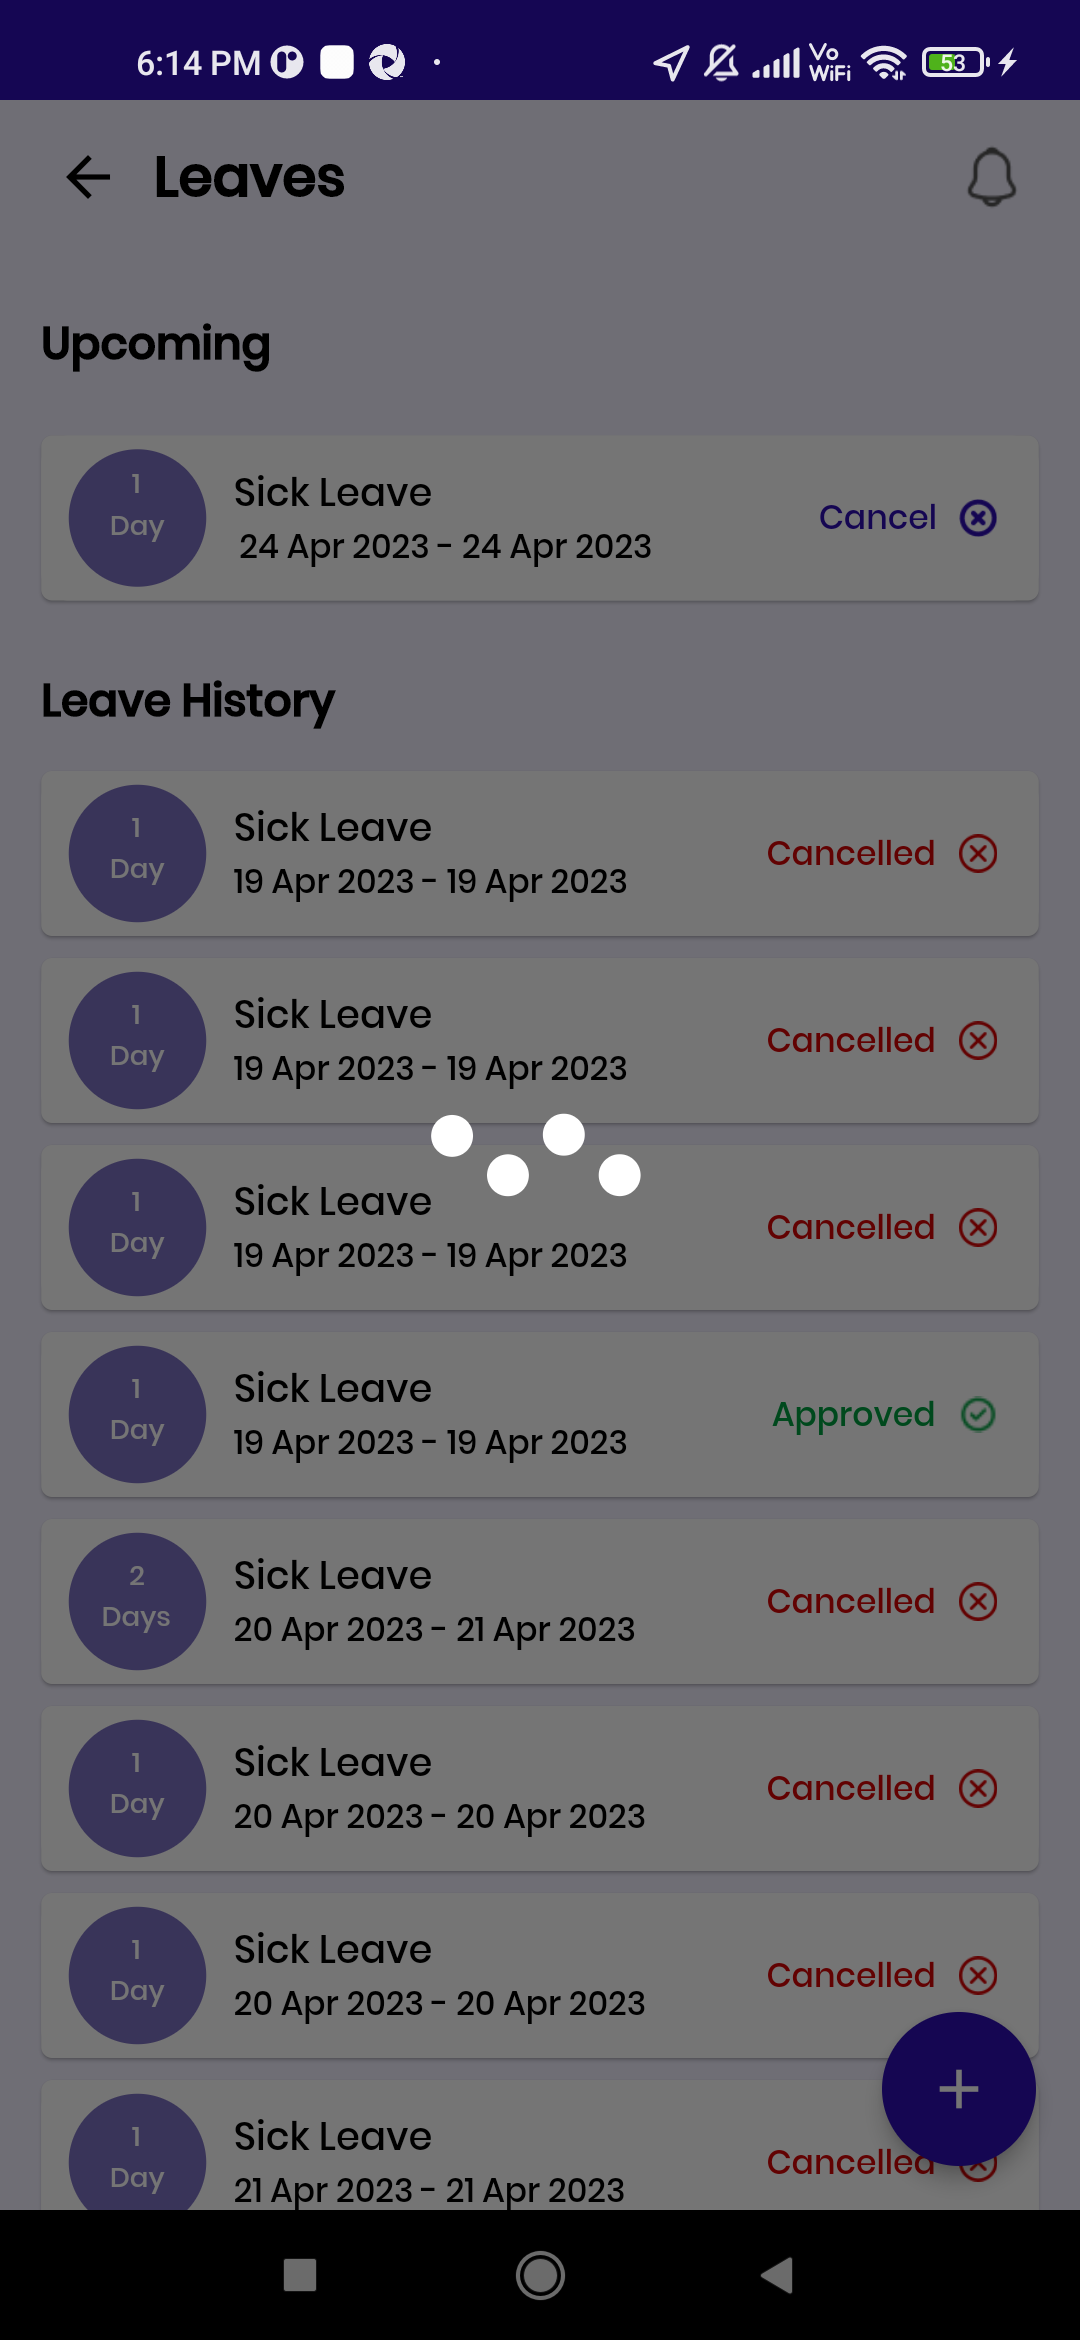 6:14 PM
Vo
WiFi
53
Leaves
Upcoming
1
Day
Sick Leave
24 Apr 2023 - 24 Apr 2023
Cancel
Leave History
1
Day
Sick Leave
19 Apr 2023 - 19 Apr 2023
Cancelled
1
Day
Sick Leave
19 Apr 2023 - 19 Apr 2023
Cancelled
1
Day
Sick Leave
19 Apr 2023 - 19 Apr 2023
Cancelled
1
Day
Sick Leave
19 Apr 2023 - 19 Apr 2023
Approved
2
Days
Sick Leave
20 Apr 2023 - 21 Apr 2023
Cancelled
1
Day
Sick Leave
20 Apr 2023 - 20 Apr 2023
Cancelled
1
Day
Sick Leave
20 Apr 2023 - 20 Apr 2023
Cancelled
1
Day
Sick Leave
21 Apr 2023 - 21 Apr 2023
Cancelled